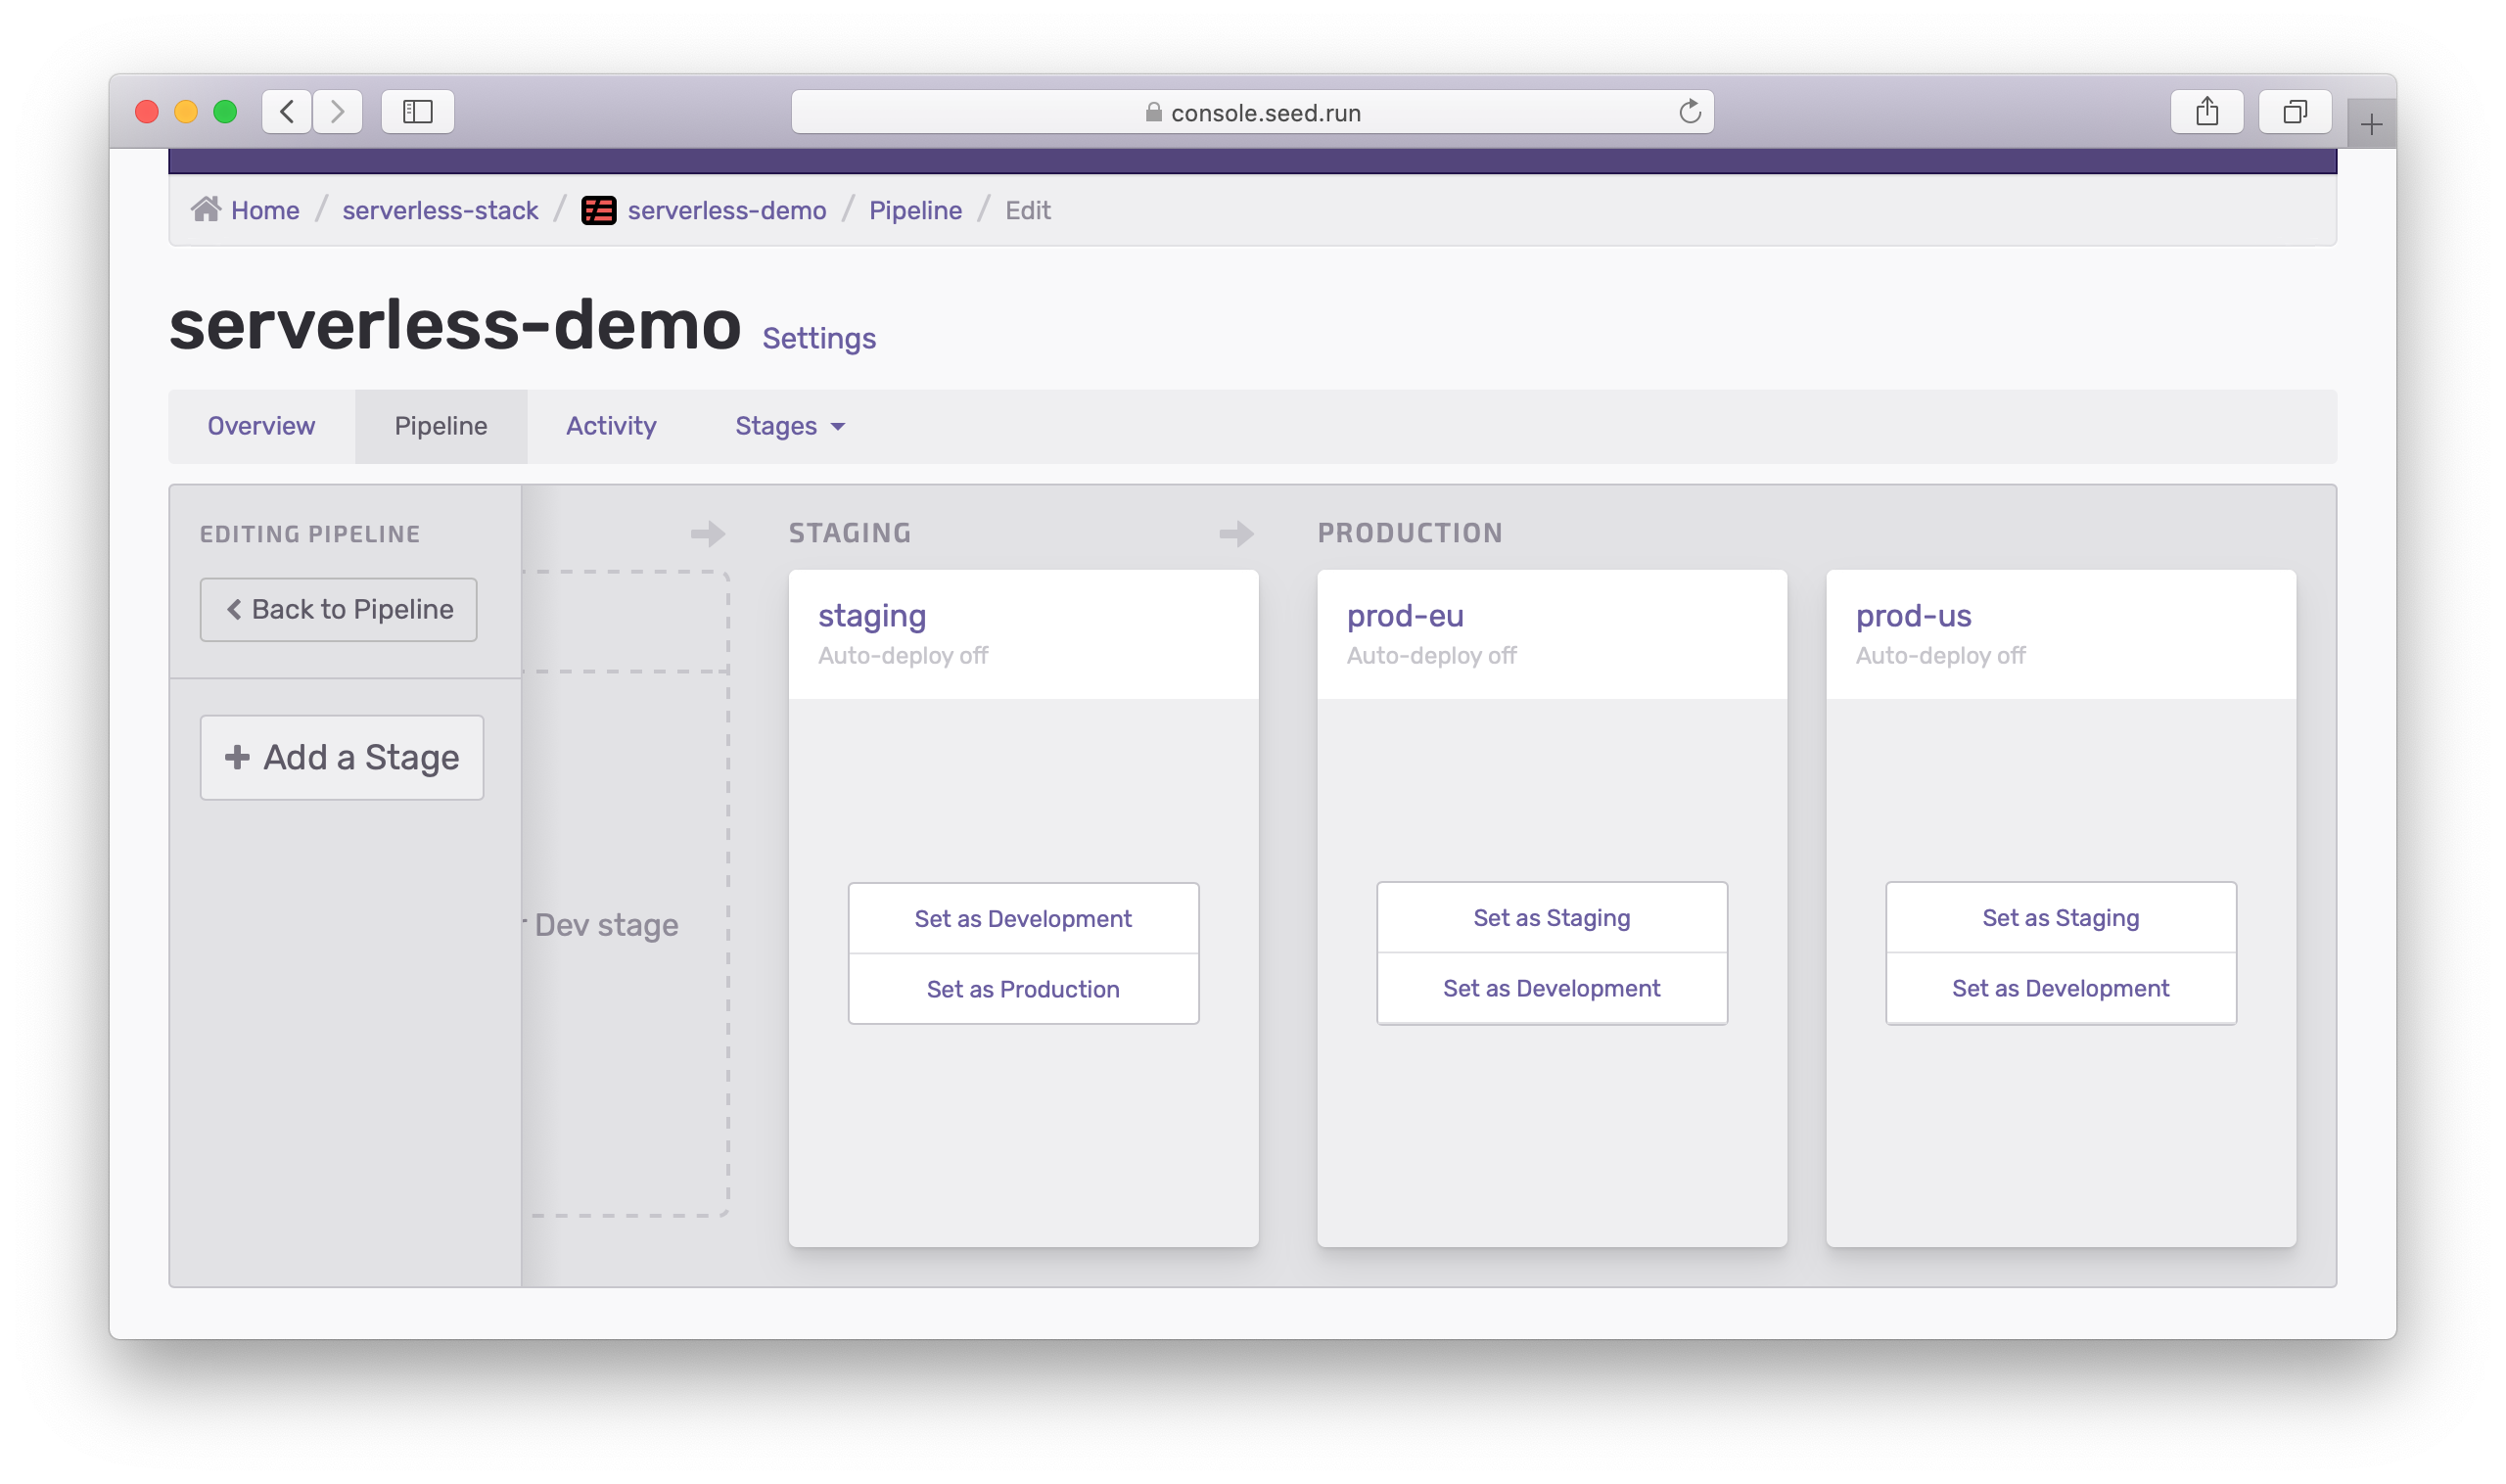 console.seed.run
Home / serverless-stack / serverless-demo / Pipeline / Edit
serverless-demo Settings
Overview Pipeline Activity Stages
EDITING PIPELINE
Back to Pipeline
Add a Stage
Dev stage
STAGING
staging
Auto-deploy off
Set as Development
Set as Production
PRODUCTION
prod-eu
Auto-deploy off
Set as Staging
Set as Development
prod-us
Auto-deploy off
Set as Staging
Set as Development